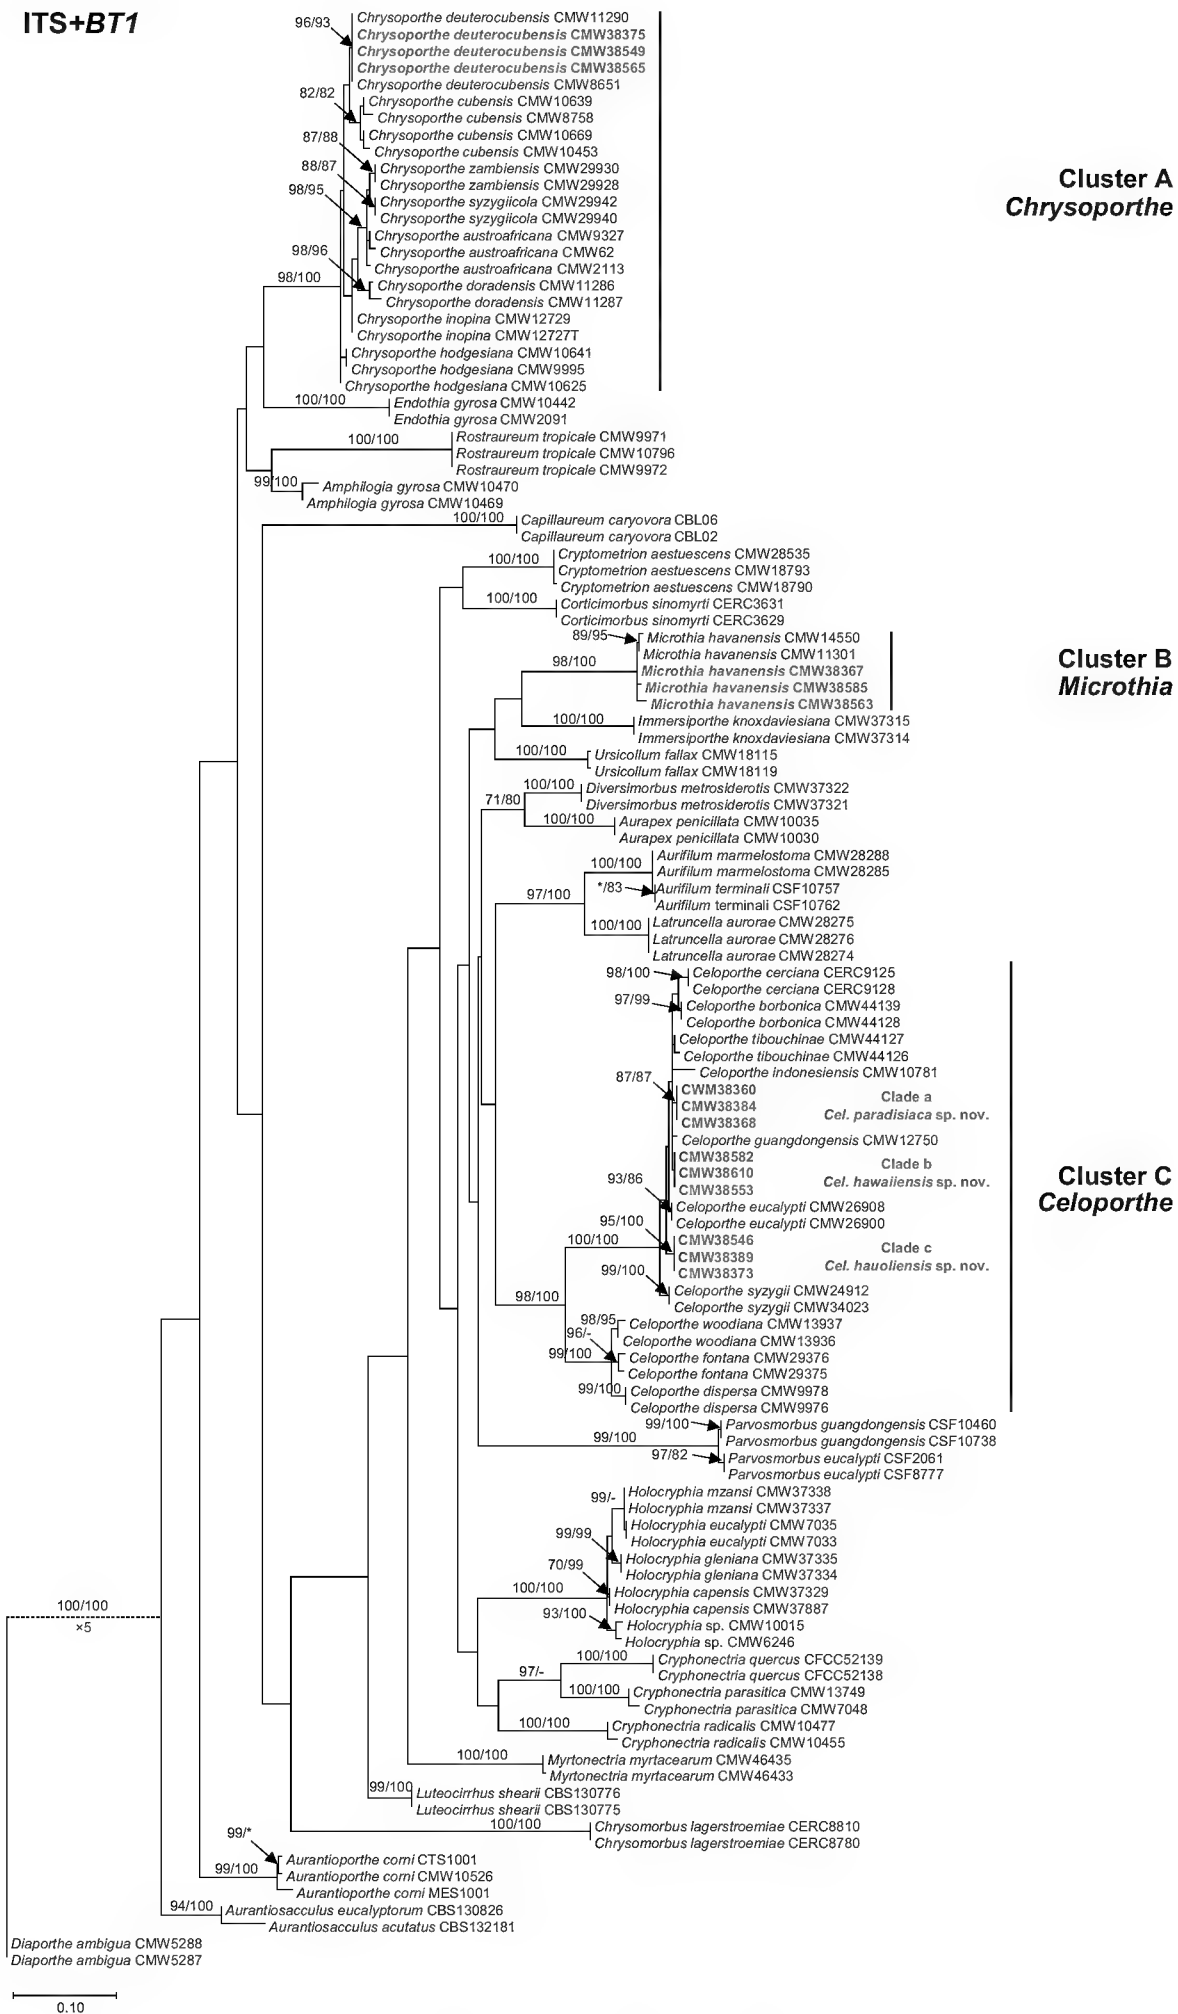 ITS+BT1
96/93
Chrysoporthe deuterocubensis CMW11290
Chrysoporthe deuterocubensis CMW38375
Chrysoporthe deuterocubensis CMW38549
Chrysoporthe deuterocubensis CMW38565
Chrysoporthe deuterocubensis CMW8651
82/82
Chrysoporthe cubensis CMW10639
Chrysoporthe cubensis CMW8758
Chrysoporthe cubensis CMW10669
87/88
Chrysoporthe cubensis CMW10453
88/87
Chrysoporthe zambiensis CMW29930
Chrysoporthe zambiensis CMW29928
98/95
Chrysoporthe syzygiicola CMW29942
Chrysoporthe syzygiicola CMW29940
Cluster A
Chrysoporthe
Chrysoporthe austroafricana CMW9327
Chrysoporthe austroafricana CMW62
98/96
Chrysoporthe austroafricana CMW2113
98/100
Chrysoporthe doradensis CMW11286
Chrysoporthe doradensis CMW11287
Chrysoporthe inopina CMW12729
Chrysoporthe inopina CMW12727T
Chrysoporthe hodgesiana CMW10641
Chrysoporthe hodgesiana CMW9995
Chrysoporthe hodgesiana CMW10625
100/100
Endothia gyrosa CMW10442
Endothia gyrosa CMW2091
100/100
Rostraureum tropicale CMW9971
Rostraureum tropicale CMW10796
Rostraureum tropicale CMW9972
99/100
Amphilogia gyrosa CMW10470
Amphilogia gyrosa CMW10469
100/100
Capillaureum caryovora CBL06
Capillaureum caryovora CBL02
100/100
Cryptometrion aestuescens CMW28535
Cryptometrion aestuescens CMW18793
Cryptometrion aestuescens CMW18790
100/100
Corticimorbus sinomyrti CERC3631
Corticimorbus sinomyrti CERC3629
89/95
Microthia havanensis CMW14550
Microthia havanensis CMW11301
98/100
Microthia havanensis CMW38367
Microthia havanensis CMW38585
Microthia havanensis CMW38563
Cluster B
Microthia
100/100
Immersiporthe knoxdaviesiana CMW37315
Immersiporthe knoxdaviesiana CMW37314
100/100
Ursicollum fallax CMW18115
Ursicollum fallax CMW18119
71/80
100/100
Diversimorbus metrosiderotis CMW37322
Diversimorbus metrosiderotis CMW37321
100/100
Aurapex penicillata CMW10035
Aurapex penicillata CMW10030
97/100
100/100
Aurifilum marmelostoma CMW28288
Aurifilum marmelostoma CMW28285
*/83
Aurifilum terminali CSF10757
Aurifilum terminali CSF10762
100/100
Latruncella aurorae CMW28275
Latruncella aurorae CMW28276
Latruncella aurorae CMW28274
98/100
Celoporthe cerciana CERC9125
Celoporthe cerciana CERC9128
97/99
Celoporthe borbonica CMW44139
Celoporthe borbonica CMW44128
Celoporthe tibouchinae CMW44127
Celoporthe tibouchinae CMW44126
Celoporthe indonesiensis CMW10781
87/87
CWM38360
CMW38384
CMW38368
Clade a
Cel. paradisiaca sp. nov.
Celoporthe guangdongensis CMW12750
CMW38582
CMW38610
CMW38553
Clade b
Cel. hawaiiensis sp. nov.
Cluster C
Celoporthe
93/86
Celoporthe eucalypti CMW26908
Celoporthe eucalypti CMW26900
95/100
CMW38546
CMW38389
CMW38373
Clade c
Cel. hauoliensis sp. nov.
100/100
99/100
Celoporthe syzygii CMW24912
Celoporthe syzygii CMW34023
98/100
98/95
Celoporthe woodiana CMW13937
Celoporthe woodiana CMW13936
96/-
99/100
Celoporthe fontana CMW29376
Celoporthe fontana CMW29375
99/100
Celoporthe dispersa CMW9978
Celoporthe dispersa CMW9976
99/100
99/100
Parvosmorbus guangdongensis CSF10460
Parvosmorbus guangdongensis CSF10738
97/82
Parvosmorbus eucalypti CSF2061
Parvosmorbus eucalypti CSF8777
99/-
Holocryphia mzansi CMW37338
Holocryphia mzansi CMW37337
Holocryphia eucalypti CMW7035
Holocryphia eucalypti CMW7033
99/99
Holocryphia gleniana CMW37335
Holocryphia gleniana CMW37334
70/99
100/100
Holocryphia capensis CMW37329
Holocryphia capensis CMW37887
93/100
Holocryphia sp. CMW10015
Holocryphia sp. CMW6246
97/-
100/100
Cryphonectria quercus CFCC52139
Cryphonectria quercus CFCC52138
100/100
Cryphonectria parasitica CMW13749
Cryphonectria parasitica CMW7048
100/100
Cryphonectria radicalis CMW10477
Cryphonectria radicalis CMW10455
100/100
Myrtonectria myrtacearum CMW46435
Myrtonectria myrtacearum CMW46433
99/100
Luteocirrhus shearii CBS130776
Luteocirrhus shearii CBS130775
100/100
Chrysomorbus lagerstroemiae CERC8810
Chrysomorbus lagerstroemiae CERC8780
99/*
99/100
Aurantioporthe corni CTS1001
Aurantioporthe corni CMW10526
Aurantioporthe corni MES1001
94/100
Aurantiosacculus eucalyptorum CBS130826
Aurantiosacculus acutatus CBS132181
100/100
×5
Diaporthe ambigua CMW5288
Diaporthe ambigua CMW5287
0.10